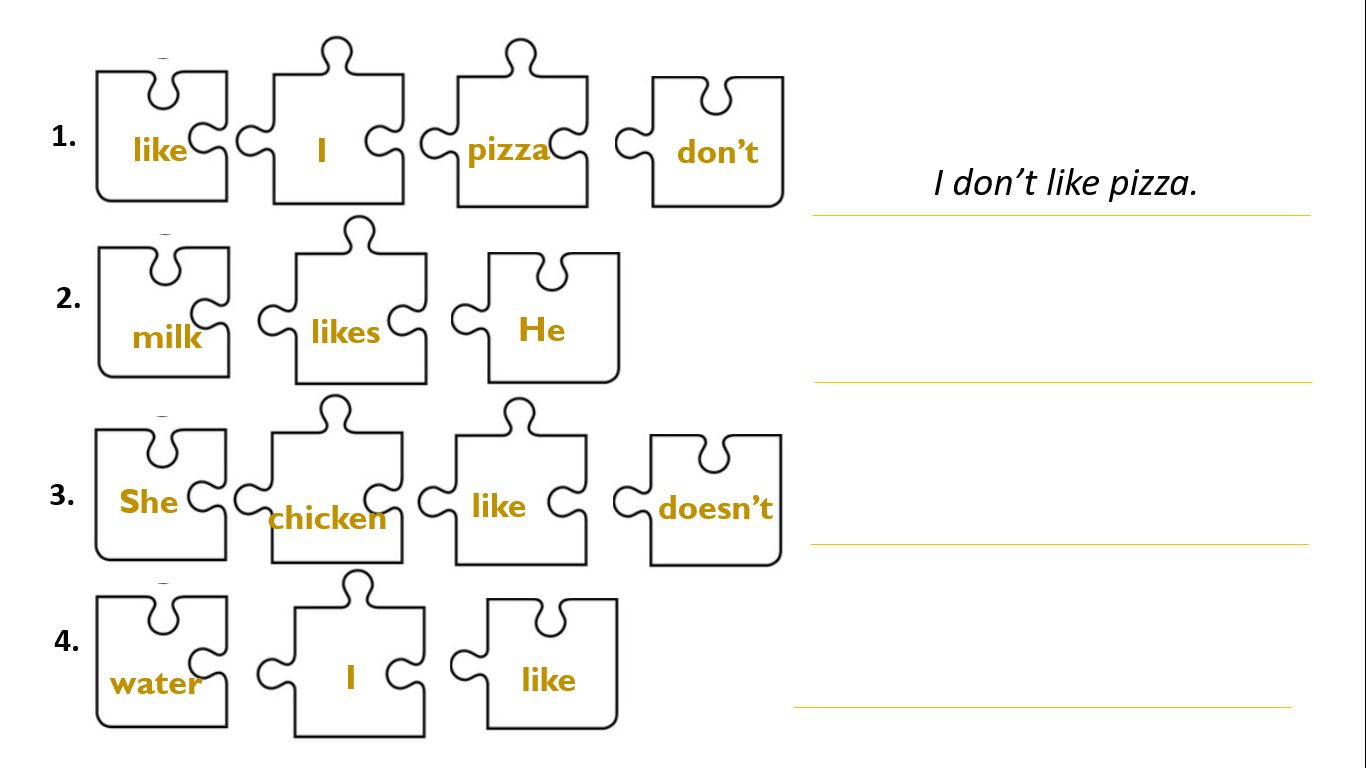 1. like I pizza don't I don't like pizza.
2. milk likes He
3. She chicken like doesn't
4. water I like